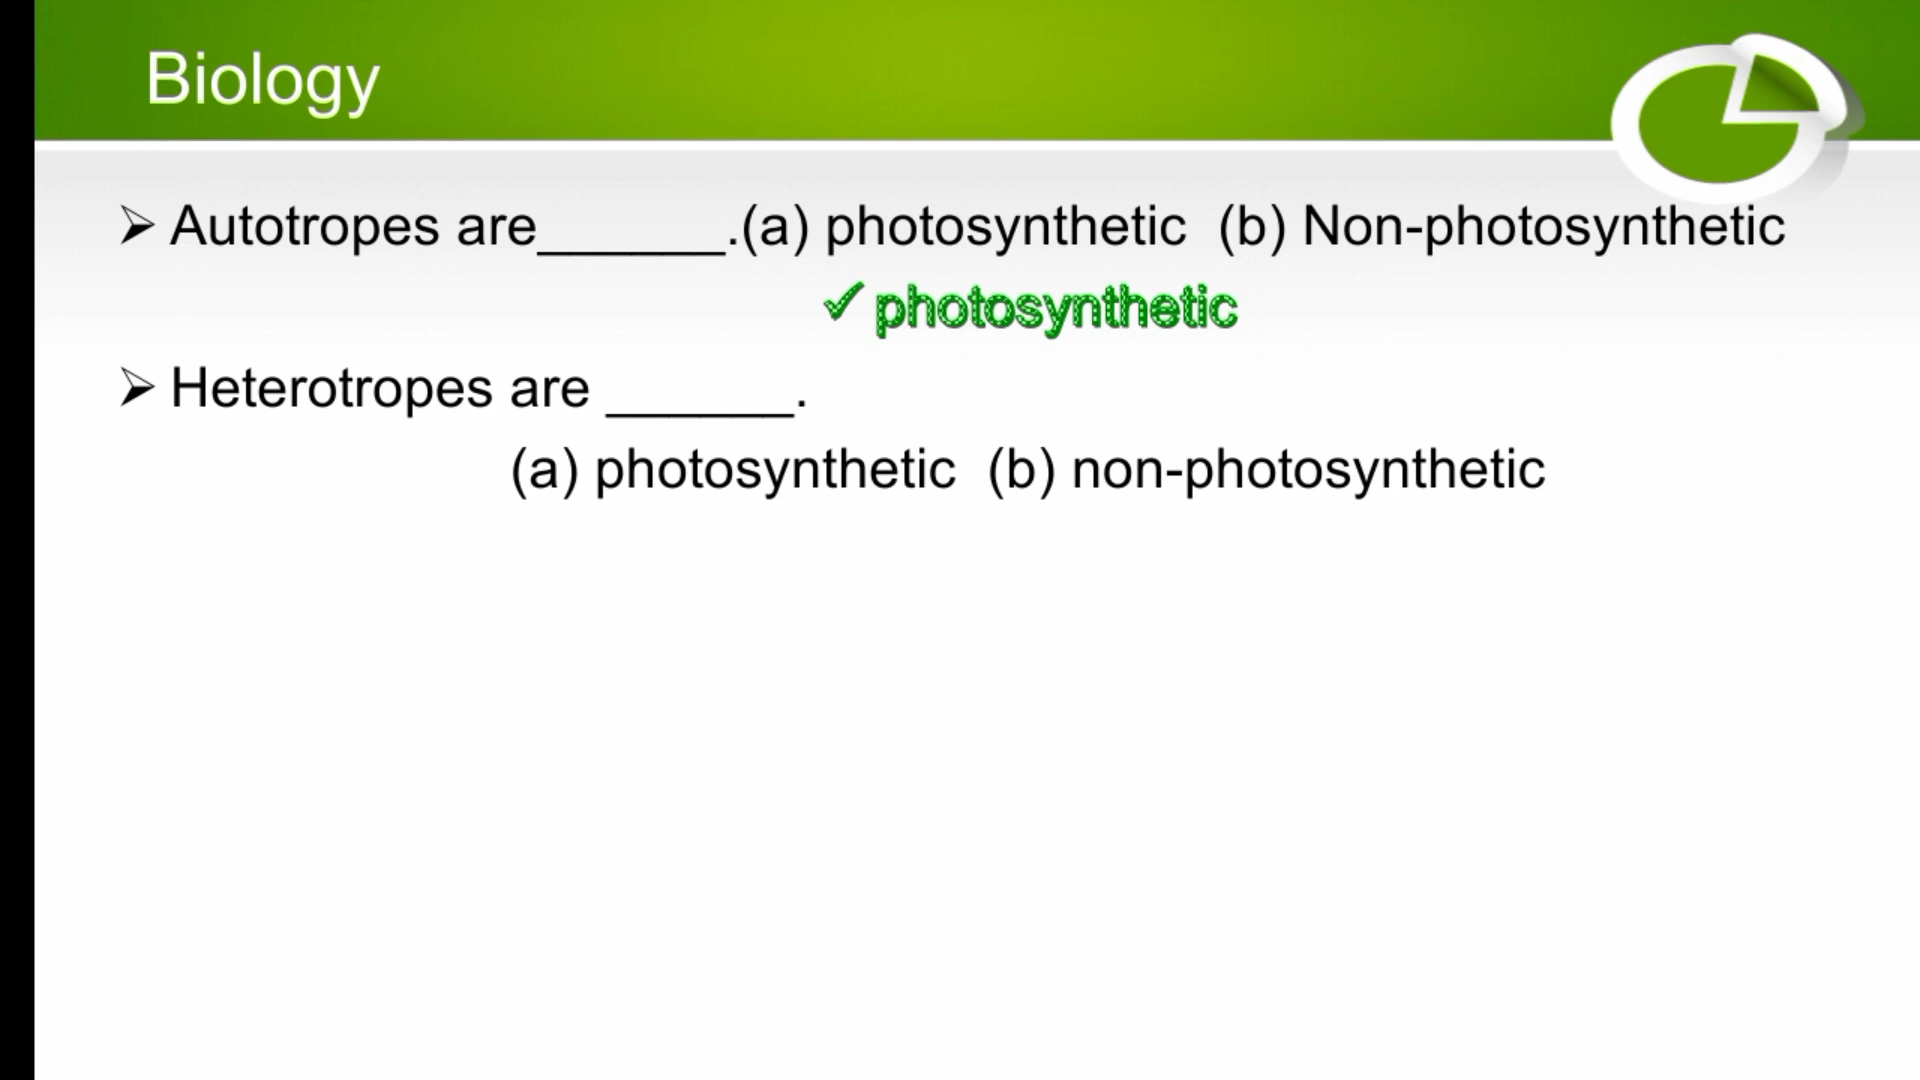 Biology
➢ Autotropes are______.(a) photosynthetic (b) Non-photosynthetic
✓ photosynthetic
➢ Heterotropes are ______.
(a) photosynthetic (b) non-photosynthetic